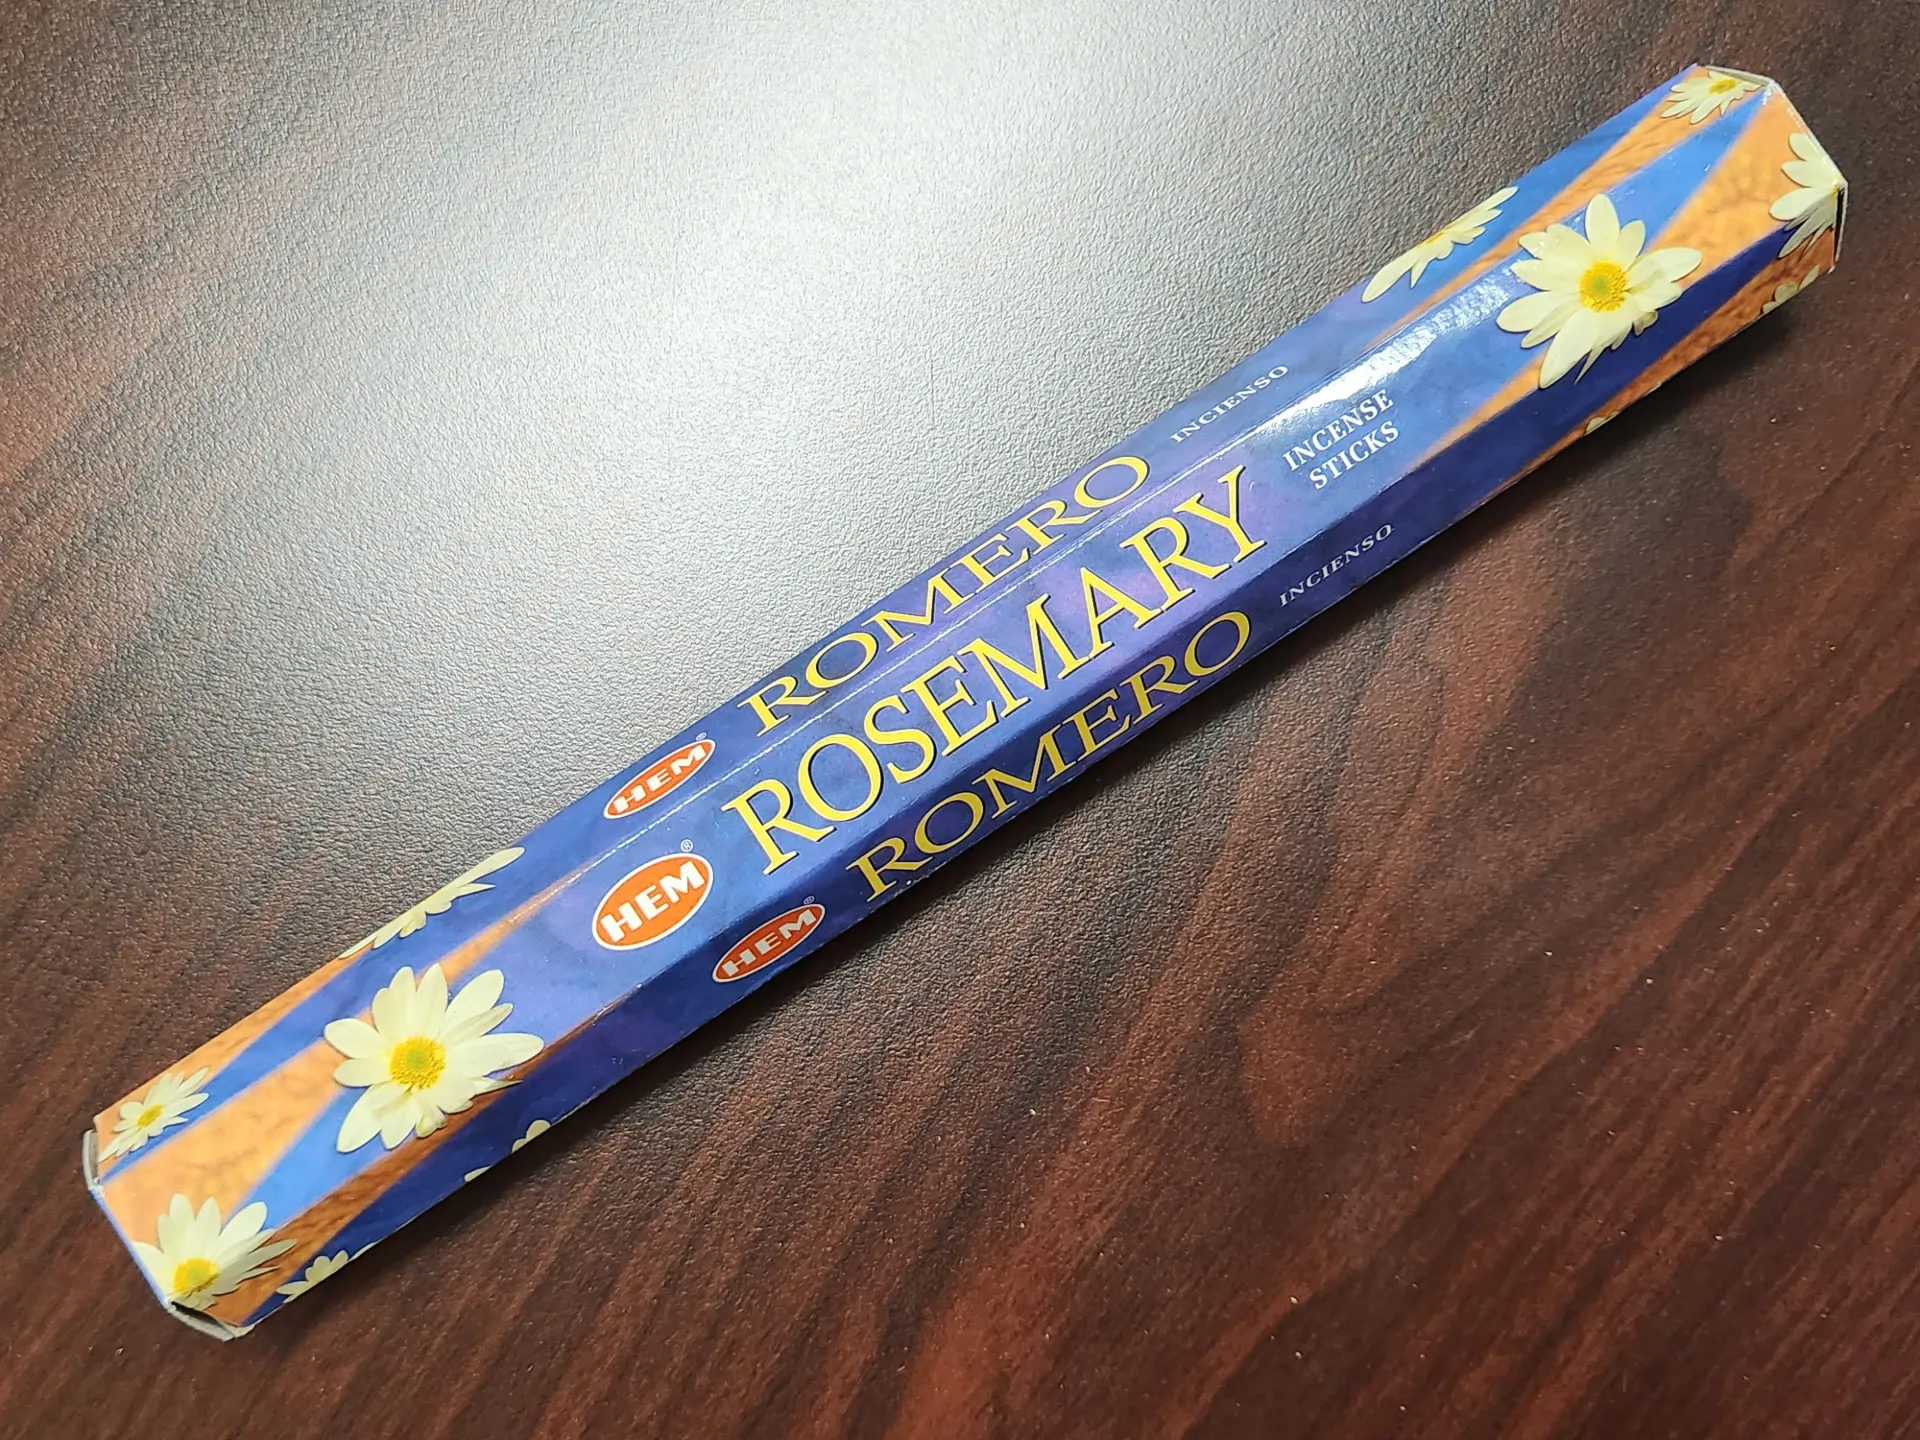 HEM® ROMERO INCIENSO
HEM® ROSEMARY INCENSE
STICKS
HEM® ROMERO INCIENSO